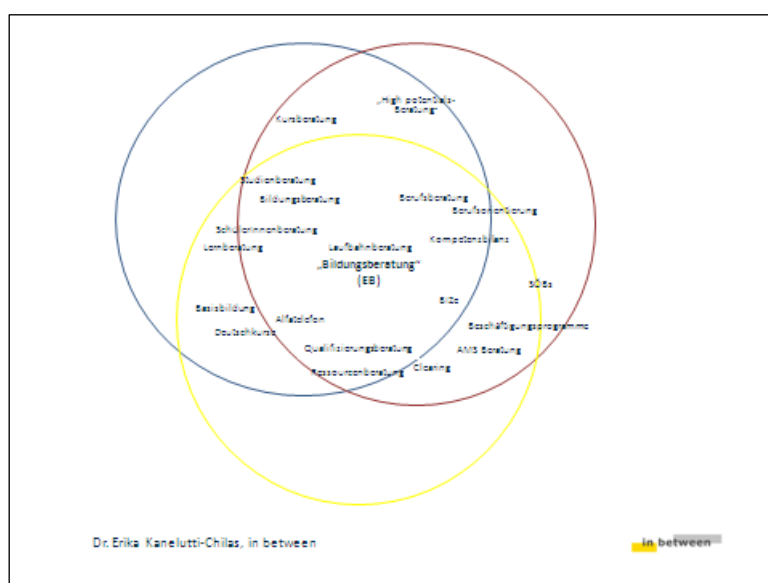 „High potentials-
Beratung“
Kursberatung
Studienberatung
Bildungsberatung
Berufsberatung
Berufsorientierung
SchülerInnenberatung
Lernberatung
Laufbahnberatung
Kompetenzbilanz
„Bildungsberatung“
(EB)
SÖBs
BIZe
Basisbildung
Alfatelefon
Deutschkurse
Beschäftigungsprogramme
Qualifizierungsberatung
AMS Beratung
Clearing
Ressourcenberatung
Dr. Erika Kanelutti-Chilas, in between
in between